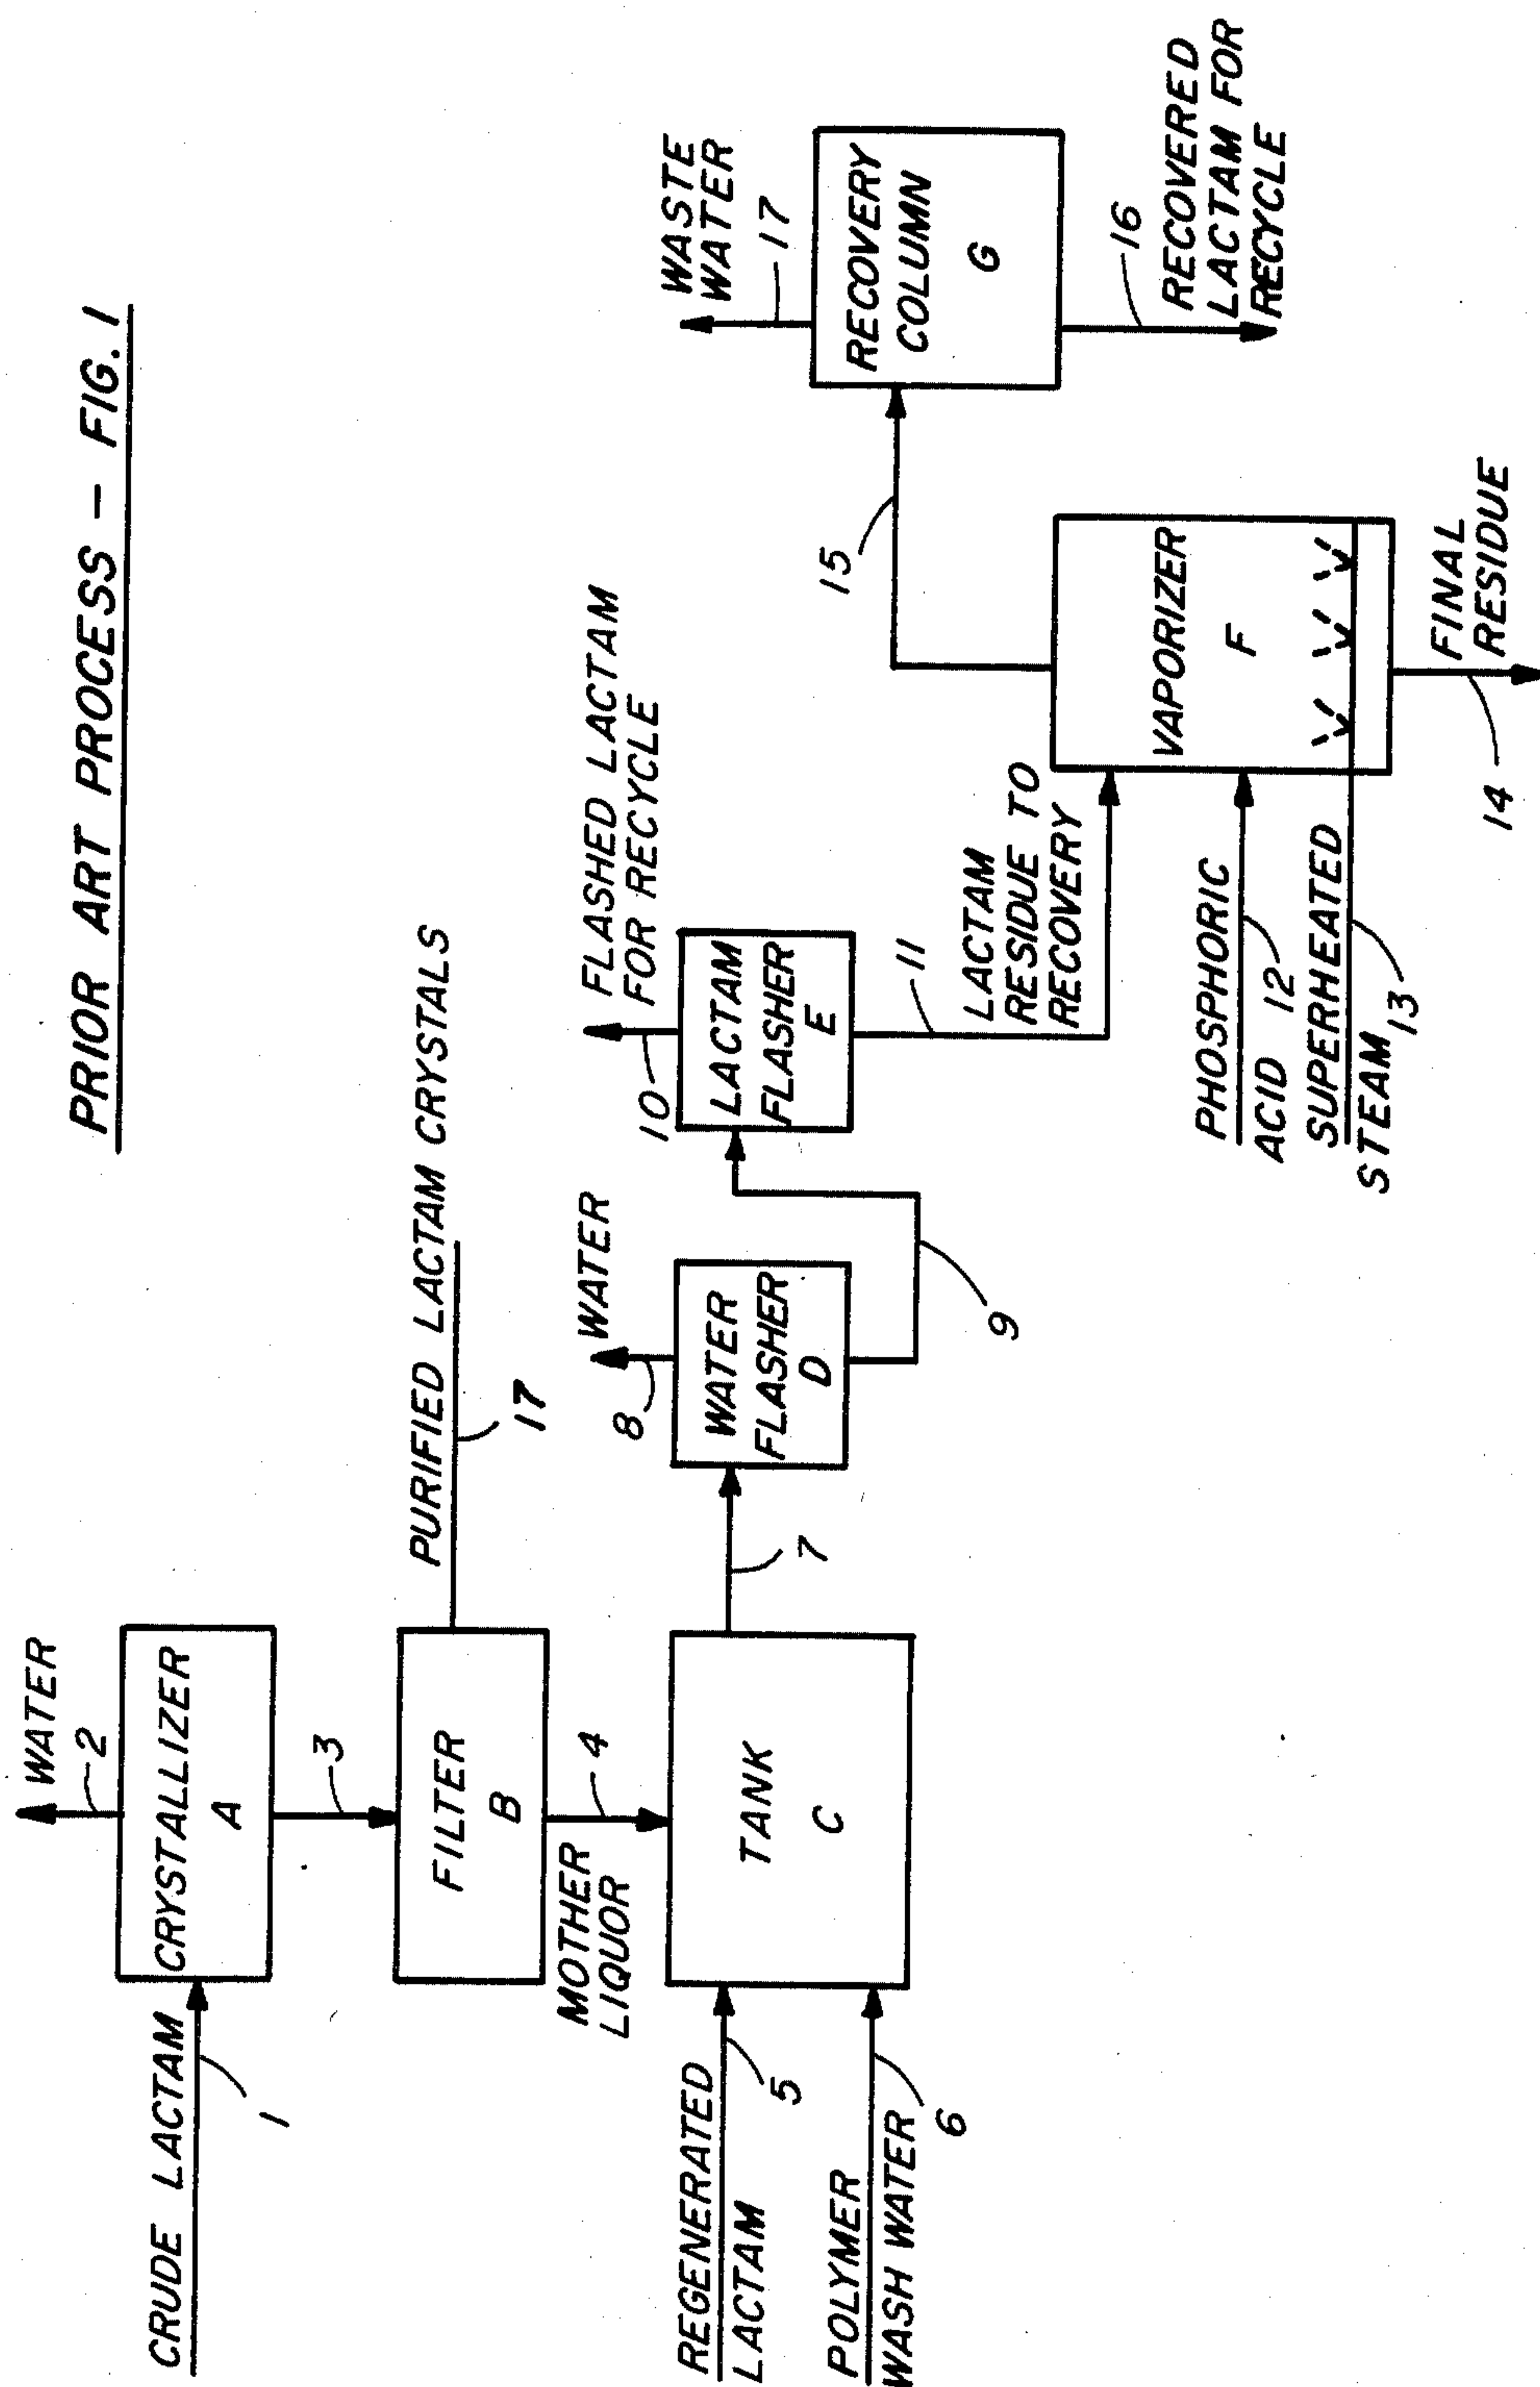 PRIOR ART PROCESS — FIG. 1
WATER
2
CRUDE LACTAM
1
CRYSTALLIZER
A
3
PURIFIED LACTAM CRYSTALS
17
FILTER
B
MOTHER
LIQUOR
4
REGENERATED
LACTAM
5
POLYMER
WASH WATER
6
TANK
C
7
WATER
8
WATER
FLASHER
D
9
FLASHED LACTAM
FOR RECYCLE
10
LACTAM
FLASHER
E
11
LACTAM
RESIDUE TO
RECOVERY
PHOSPHORIC
ACID 12
SUPERHEATED
STEAM 13
VAPORIZER
F
FINAL
RESIDUE
14
15
WASTE
WATER
17
RECOVERY
COLUMN
G
16
RECOVERED
LACTAM FOR
RECYCLE